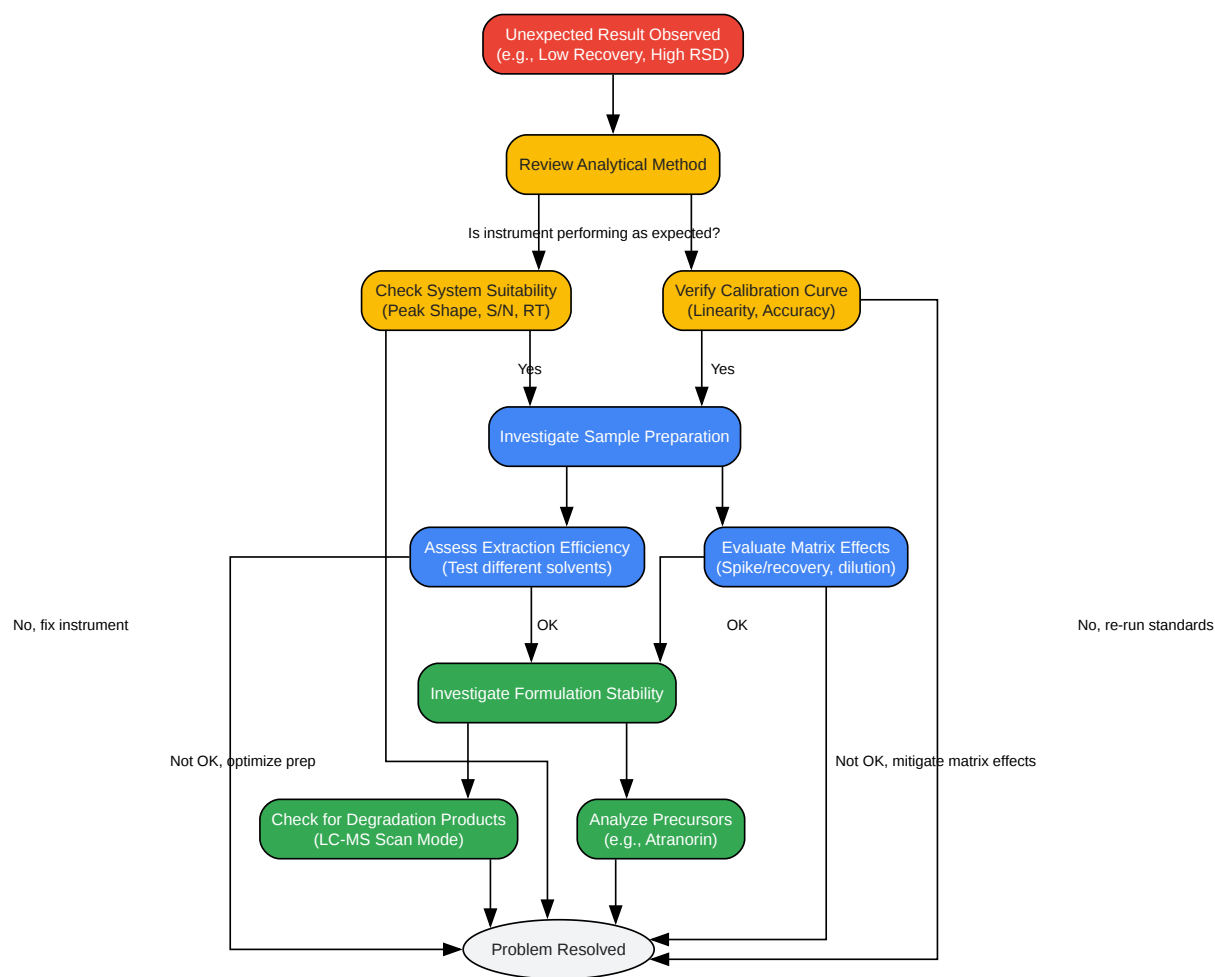 Unexpected Result Observed
(e.g., Low Recovery, High RSD)
Review Analytical Method
Is instrument performing as expected?
Check System Suitability
(Peak Shape, S/N, RT)
Verify Calibration Curve
(Linearity, Accuracy)
Yes
Yes
Investigate Sample Preparation
Assess Extraction Efficiency
(Test different solvents)
Evaluate Matrix Effects
(Spike/recovery, dilution)
No, fix instrument
OK
OK
No, re-run standards
Investigate Formulation Stability
Not OK, optimize prep
Not OK, mitigate matrix effects
Check for Degradation Products
(LC-MS Scan Mode)
Analyze Precursors
(e.g., Atranorin)
Problem Resolved